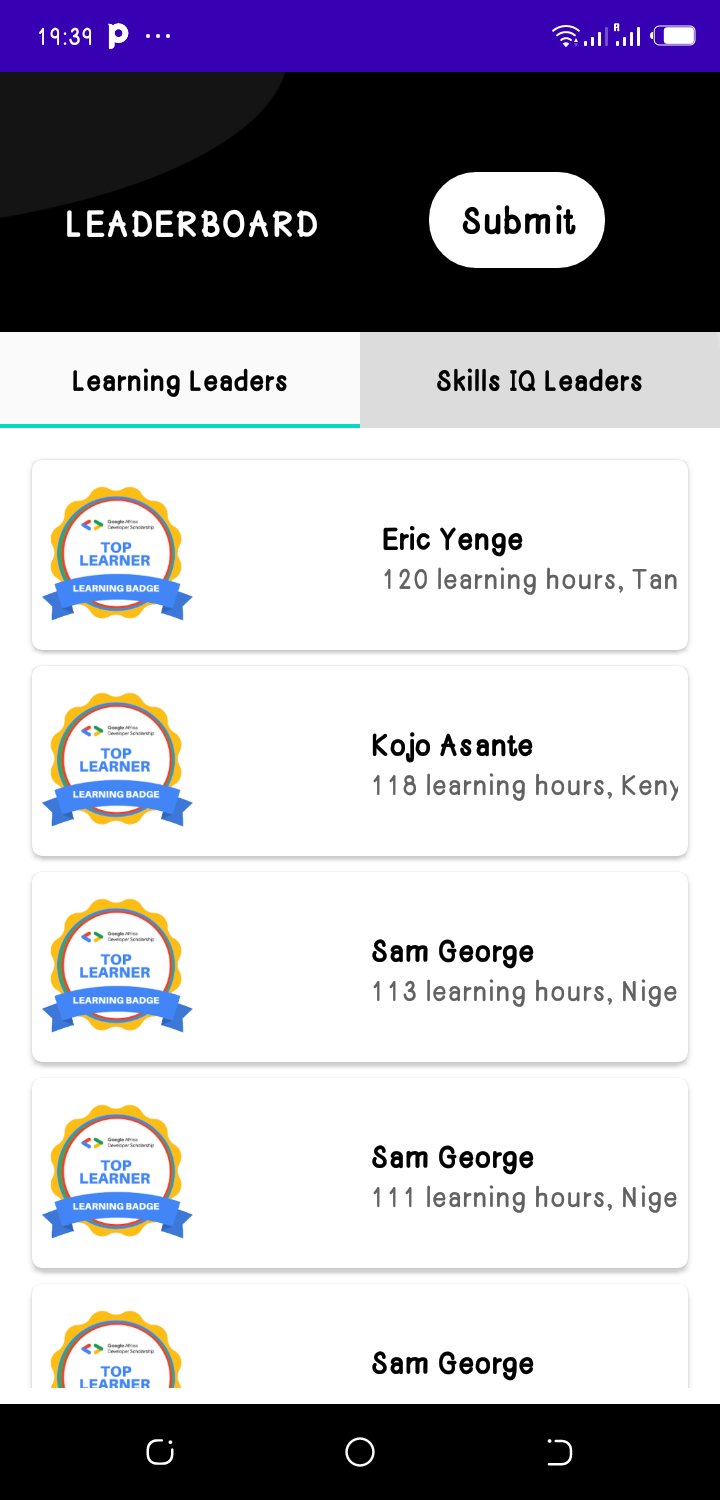 19:39
LEADERBOARD
Submit
Learning Leaders
Skills IQ Leaders
Google Africa
Developer Scholarship
TOP
LEARNER
LEARNING BADGE
Eric Yenge
120 learning hours, Tan
Google Africa
Developer Scholarship
TOP
LEARNER
LEARNING BADGE
Kojo Asante
118 learning hours, Keny
Google Africa
Developer Scholarship
TOP
LEARNER
LEARNING BADGE
Sam George
113 learning hours, Nige
Google Africa
Developer Scholarship
TOP
LEARNER
LEARNING BADGE
Sam George
111 learning hours, Nige
Google Africa
Developer Scholarship
TOP
LEARNER
Sam George